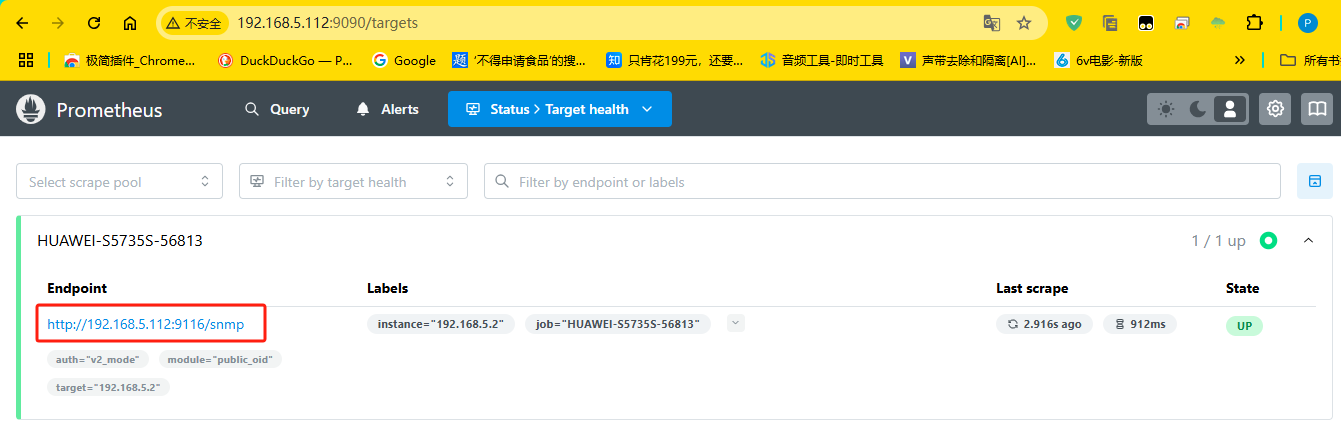 不安全 192.168.5.112:9090/targets P
极简插件_Chrome... DuckDuckGo — P... Google 题 '不得申请食品'的搜... 知 只肯花199元，还要... 音频工具-即时工具 V 声带去除和隔离[AI]... 6v电影-新版 » 所有书
Prometheus Query Alerts Status > Target health
Select scrape pool Filter by target health Filter by endpoint or labels
HUAWEI-S5735S-56813 1 / 1 up
Endpoint Labels Last scrape State
http://192.168.5.112:9116/snmp instance="192.168.5.2" job="HUAWEI-S5735S-56813" 2.916s ago 912ms UP
auth="v2_mode" module="public_oid"
target="192.168.5.2"